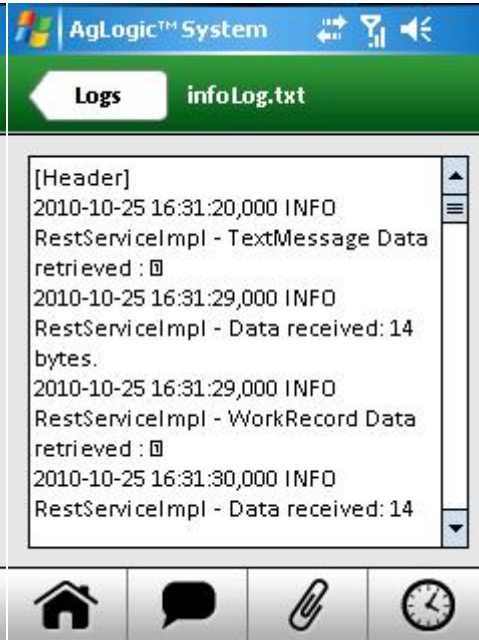 AgLogic™ System
Logs
infoLog.txt
[Header]
2010-10-25 16:31:20,000 INFO
RestServiceImpl - TextMessage Data
retrieved : 
2010-10-25 16:31:29,000 INFO
RestServiceImpl - Data received: 14
bytes.
2010-10-25 16:31:29,000 INFO
RestServiceImpl - WorkRecord Data
retrieved : 
2010-10-25 16:31:30,000 INFO
RestServiceImpl - Data received: 14